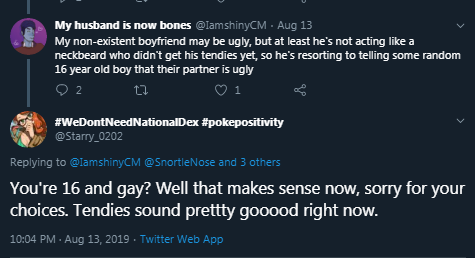 My husband is now bones @IamshinyCM · Aug 13
My non-existent boyfriend may be ugly, but at least he's not acting like a
neckbeard who didn't get his tendies yet, so he's resorting to telling some random
16 year old boy that their partner is ugly
2 1
#WeDontNeedNationalDex #pokepositivity
@Starry_0202
Replying to @IamshinyCM @SnortleNose and 3 others
You're 16 and gay? Well that makes sense now, sorry for your
choices. Tendies sound prettty gooood right now.
10:04 PM · Aug 13, 2019 · Twitter Web App